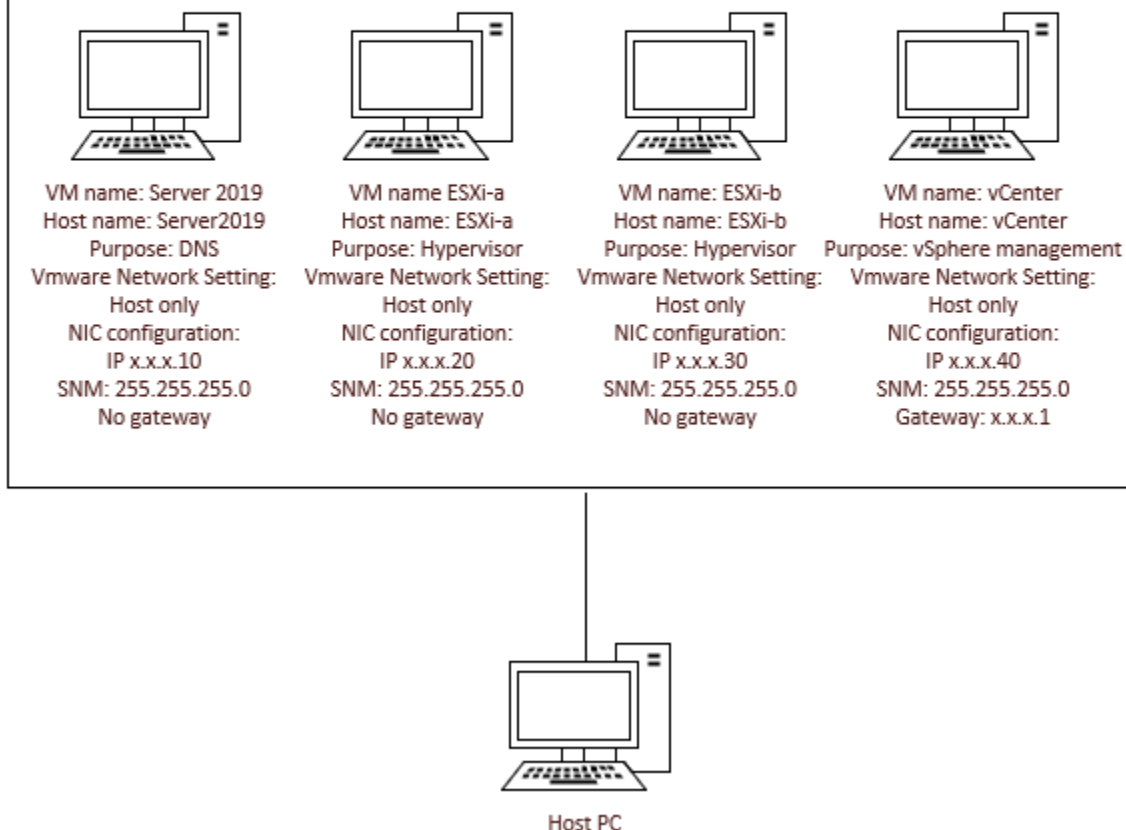 VM name: Server 2019
Host name: Server2019
Purpose: DNS
Vmware Network Setting:
Host only
NIC configuration:
IP x.x.x.10
SNM: 255.255.255.0
No gateway
VM name ESXi-a
Host name: ESXi-a
Purpose: Hypervisor
Vmware Network Setting:
Host only
NIC configuration:
IP x.x.x.20
SNM: 255.255.255.0
No gateway
VM name: ESXi-b
Host name: ESXi-b
Purpose: Hypervisor
Vmware Network Setting:
Host only
NIC configuration:
IP x.x.x.30
SNM: 255.255.255.0
No gateway
VM name: vCenter
Host name: vCenter
Purpose: vSphere management
Vmware Network Setting:
Host only
NIC configuration:
IP x.x.x.40
SNM: 255.255.255.0
Gateway: x.x.x.1
Host PC